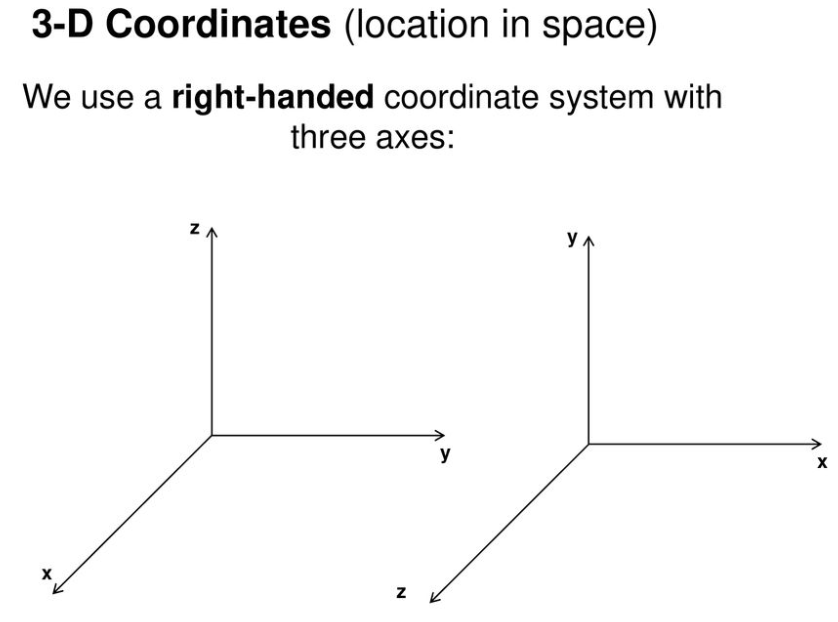 3-D Coordinates (location in space)
We use a right-handed coordinate system with
three axes:
z
y
x
y
x
z